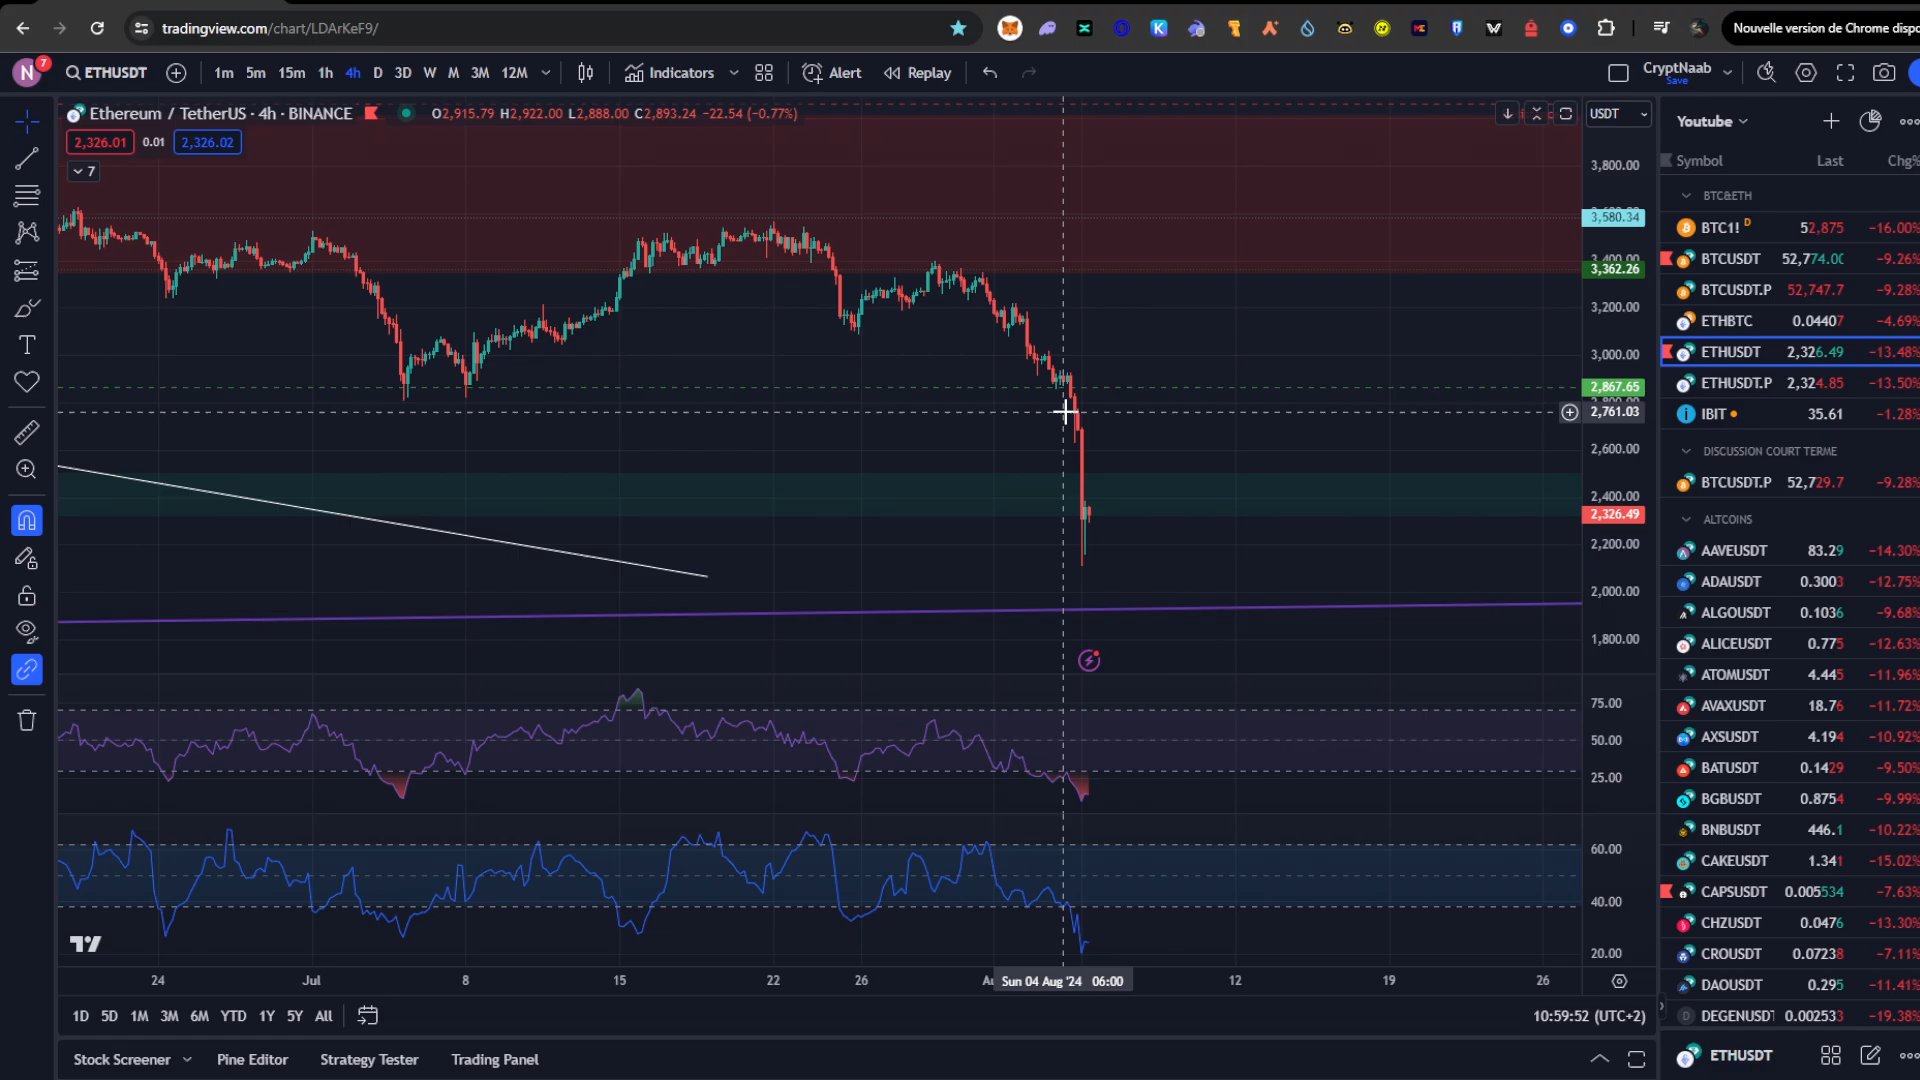 tradingview.com/chart/LDArKeF9/
Nouvelle version de Chrome dispo
N 7 ETHUSDT 1m 5m 15m 1h 4h D 3D W M 3M 12M Indicators Alert Replay CryptNaab
Save
Ethereum / TetherUS · 4h · BINANCE O2,915.79 H2,922.00 L2,888.00 C2,893.24 −22.54 (−0.77%)
2,326.01 0.01 2,326.02
7
USDT
3,800.00
3,580.34
3,400.00
3,362.26
3,200.00
3,000.00
2,867.65
2,761.03
2,600.00
2,400.00
2,326.49
2,200.00
2,000.00
1,800.00
75.00
50.00
25.00
60.00
40.00
20.00
24 Jul 8 15 22 26 Sun 04 Aug '24 06:00 12 19 26
1D 5D 1M 3M 6M YTD 1Y 5Y All 10:59:52 (UTC+2)
Stock Screener Pine Editor Strategy Tester Trading Panel
Youtube
Symbol Last Chg%
BTC&ETH
BTC1! D 52,875 −16.00%
BTCUSDT 52,774.00 −9.26%
BTCUSDT.P 52,747.7 −9.28%
ETHBTC 0.04407 −4.69%
ETHUSDT 2,326.49 −13.48%
ETHUSDT.P 2,324.85 −13.50%
IBIT 35.61 −1.28%
DISCUSSION COURT TERME
BTCUSDT.P 52,729.7 −9.28%
ALTCOINS
AAVEUSDT 83.29 −14.30%
ADAUSDT 0.3003 −12.75%
ALGOUSDT 0.1036 −9.68%
ALICEUSDT 0.775 −12.63%
ATOMUSDT 4.445 −11.96%
AVAXUSDT 18.76 −11.72%
AXSUSDT 4.194 −10.92%
BATUSDT 0.1429 −9.50%
BGBUSDT 0.8754 −9.99%
BNBUSDT 446.1 −10.22%
CAKEUSDT 1.341 −15.02%
CAPSUSDT 0.005534 −7.63%
CHZUSDT 0.0476 −13.30%
CROUSDT 0.07238 −7.11%
DAOUSDT 0.295 −11.41%
DEGENUSDT 0.002533 −19.38%
ETHUSDT